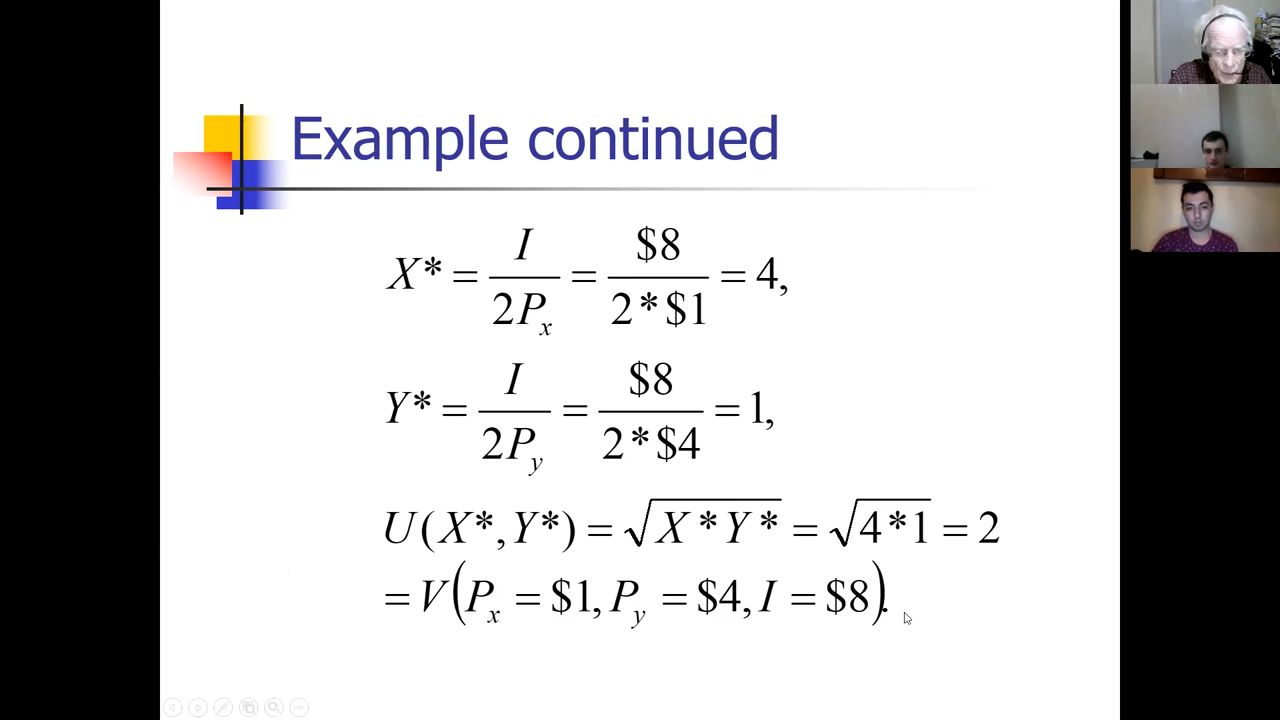 Example continued
X* = I / 2P_x = $8 / 2*$1 = 4,
Y* = I / 2P_y = $8 / 2*$4 = 1,
U(X*,Y*) = √X*Y* = √4*1 = 2
= V(P_x = $1, P_y = $4, I = $8).